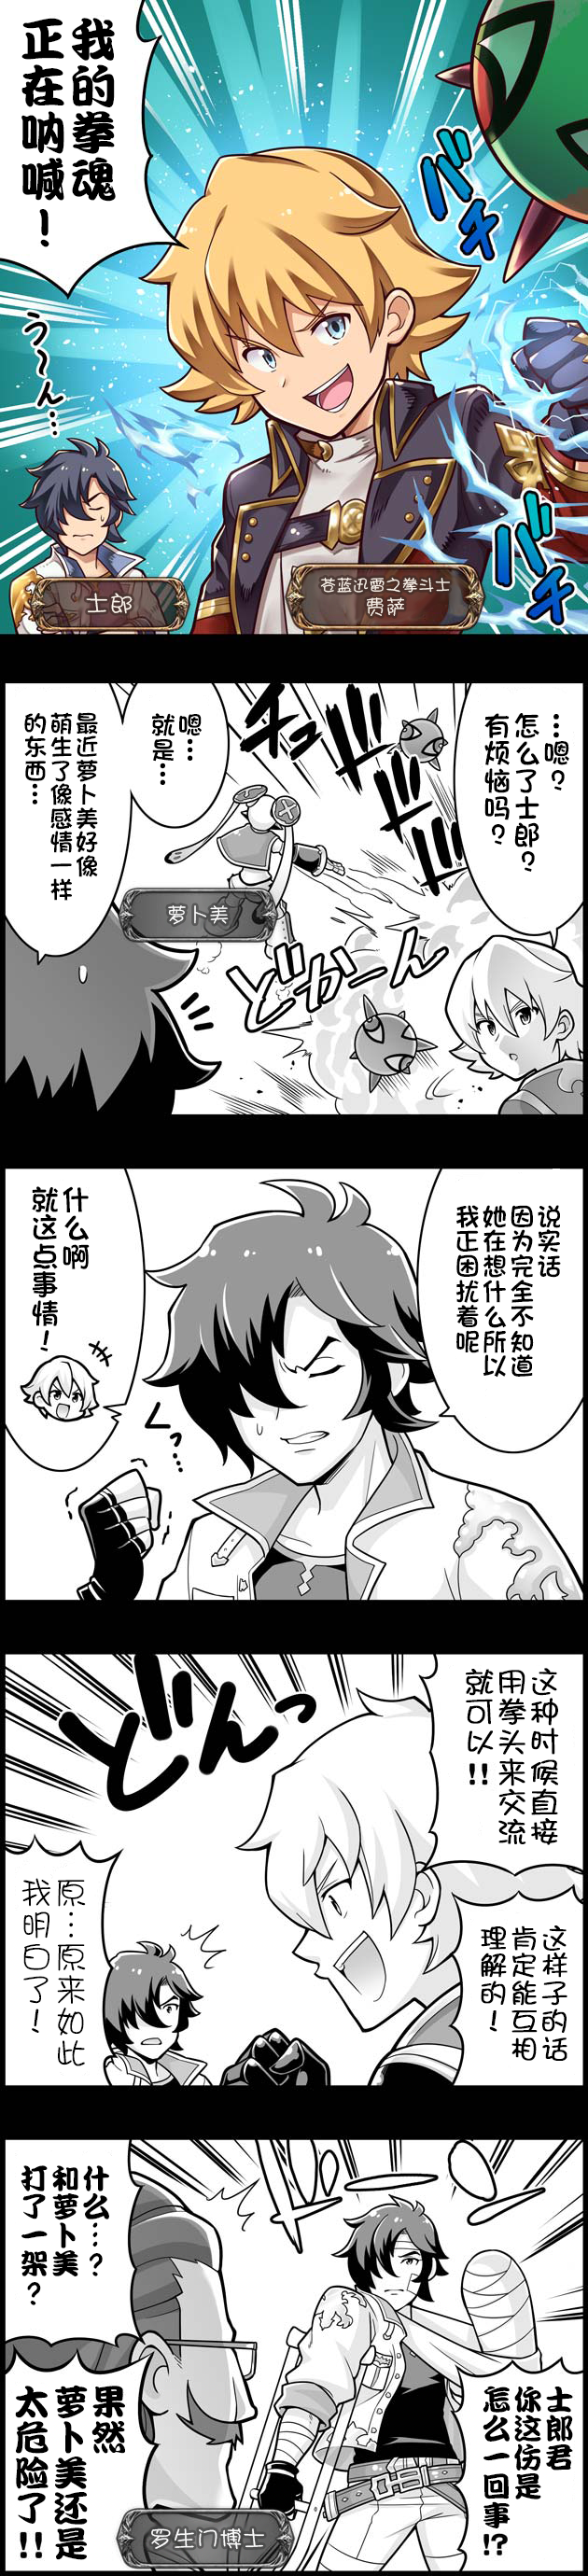 我的拳魂
正在呐喊！
バチ
う～ん…
バチ
士郎
苍蓝迅雷之拳斗士
费萨
…嗯？
怎么了士郎？
有烦恼吗？
チュドドド
嗯…
就是…
最近萝卜美好像
萌生了像感情一样
的东西…
萝卜美
どかーん
说实话
因为完全不知道
她在想什么所以
我正困扰着呢
什么啊
就这点事情！
くっ…
这种时候直接
用拳头来交流
就可以！！
どんっ
这样子的话
肯定能互相
理解的！
原…原来如此
我明白了！
士郎君
你这伤是
怎么一回事！？
什么…？
和萝卜美
打了一架？
果然
萝卜美还是
太危险了！！
罗生门博士